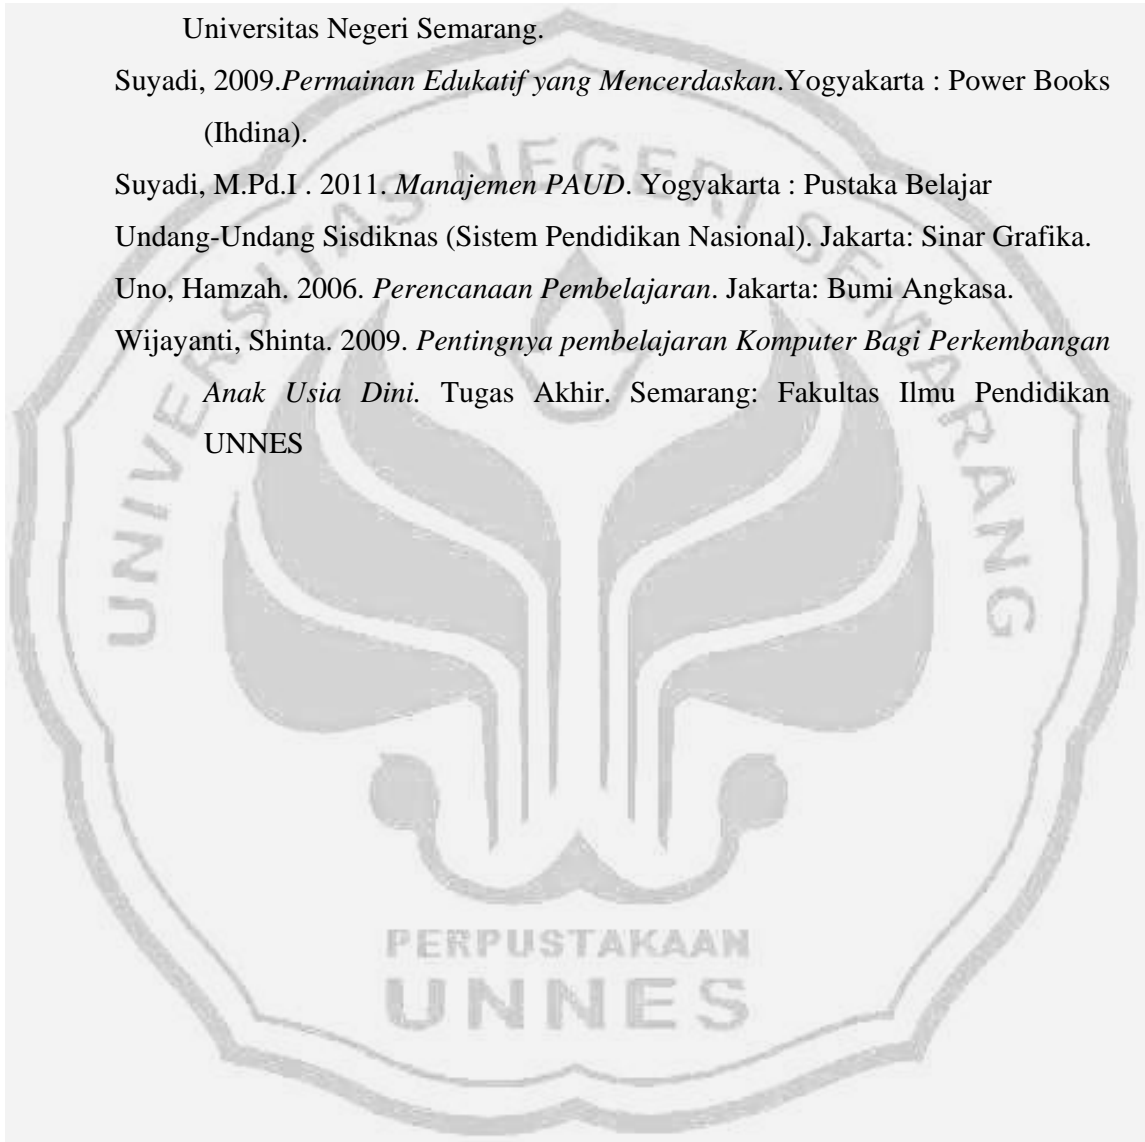 Universitas Negeri Semarang.
Suyadi, 2009.Permainan Edukatif yang Mencerdaskan.Yogyakarta : Power Books
(Ihdina).
Suyadi, M.Pd.I . 2011. Manajemen PAUD. Yogyakarta : Pustaka Belajar
Undang-Undang Sisdiknas (Sistem Pendidikan Nasional). Jakarta: Sinar Grafika.
Uno, Hamzah. 2006. Perencanaan Pembelajaran. Jakarta: Bumi Angkasa.
Wijayanti, Shinta. 2009. Pentingnya pembelajaran Komputer Bagi Perkembangan
Anak Usia Dini. Tugas Akhir. Semarang: Fakultas Ilmu Pendidikan
UNNES
UNIVERSITAS NEGERI SEMARANG
PERPUSTAKAAN
UNNES